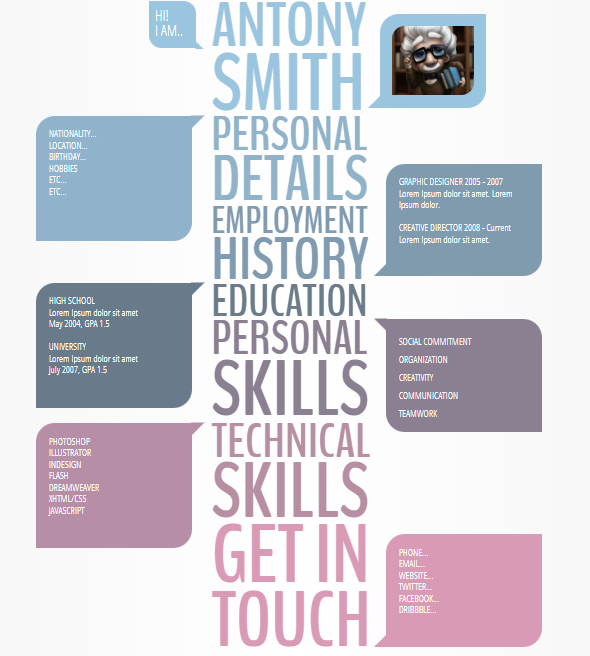 HI!
I AM..
ANTONY
SMITH
PERSONAL
DETAILS
NATIONALITY...
LOCATION...
BIRTHDAY...
HOBBIES
ETC...
ETC...
EMPLOYMENT
HISTORY
GRAPHIC DESIGNER 2005 - 2007
Lorem Ipsum dolor sit amet. Lorem
Ipsum dolor.
CREATIVE DIRECTOR 2008 - Current
Lorem Ipsum dolor sit amet.
EDUCATION
HIGH SCHOOL
Lorem Ipsum dolor sit amet
May 2004, GPA 1.5
UNIVERSITY
Lorem Ipsum dolor sit amet
July 2007, GPA 1.5
PERSONAL
SKILLS
SOCIAL COMMITMENT
ORGANIZATION
CREATIVITY
COMMUNICATION
TEAMWORK
TECHNICAL
SKILLS
PHOTOSHOP
ILLUSTRATOR
INDESIGN
FLASH
DREAMWEAVER
XHTML/CSS
JAVASCRIPT
GET IN
TOUCH
PHONE...
EMAIL...
WEBSITE...
TWITTER...
FACEBOOK...
DRIBBBLE...